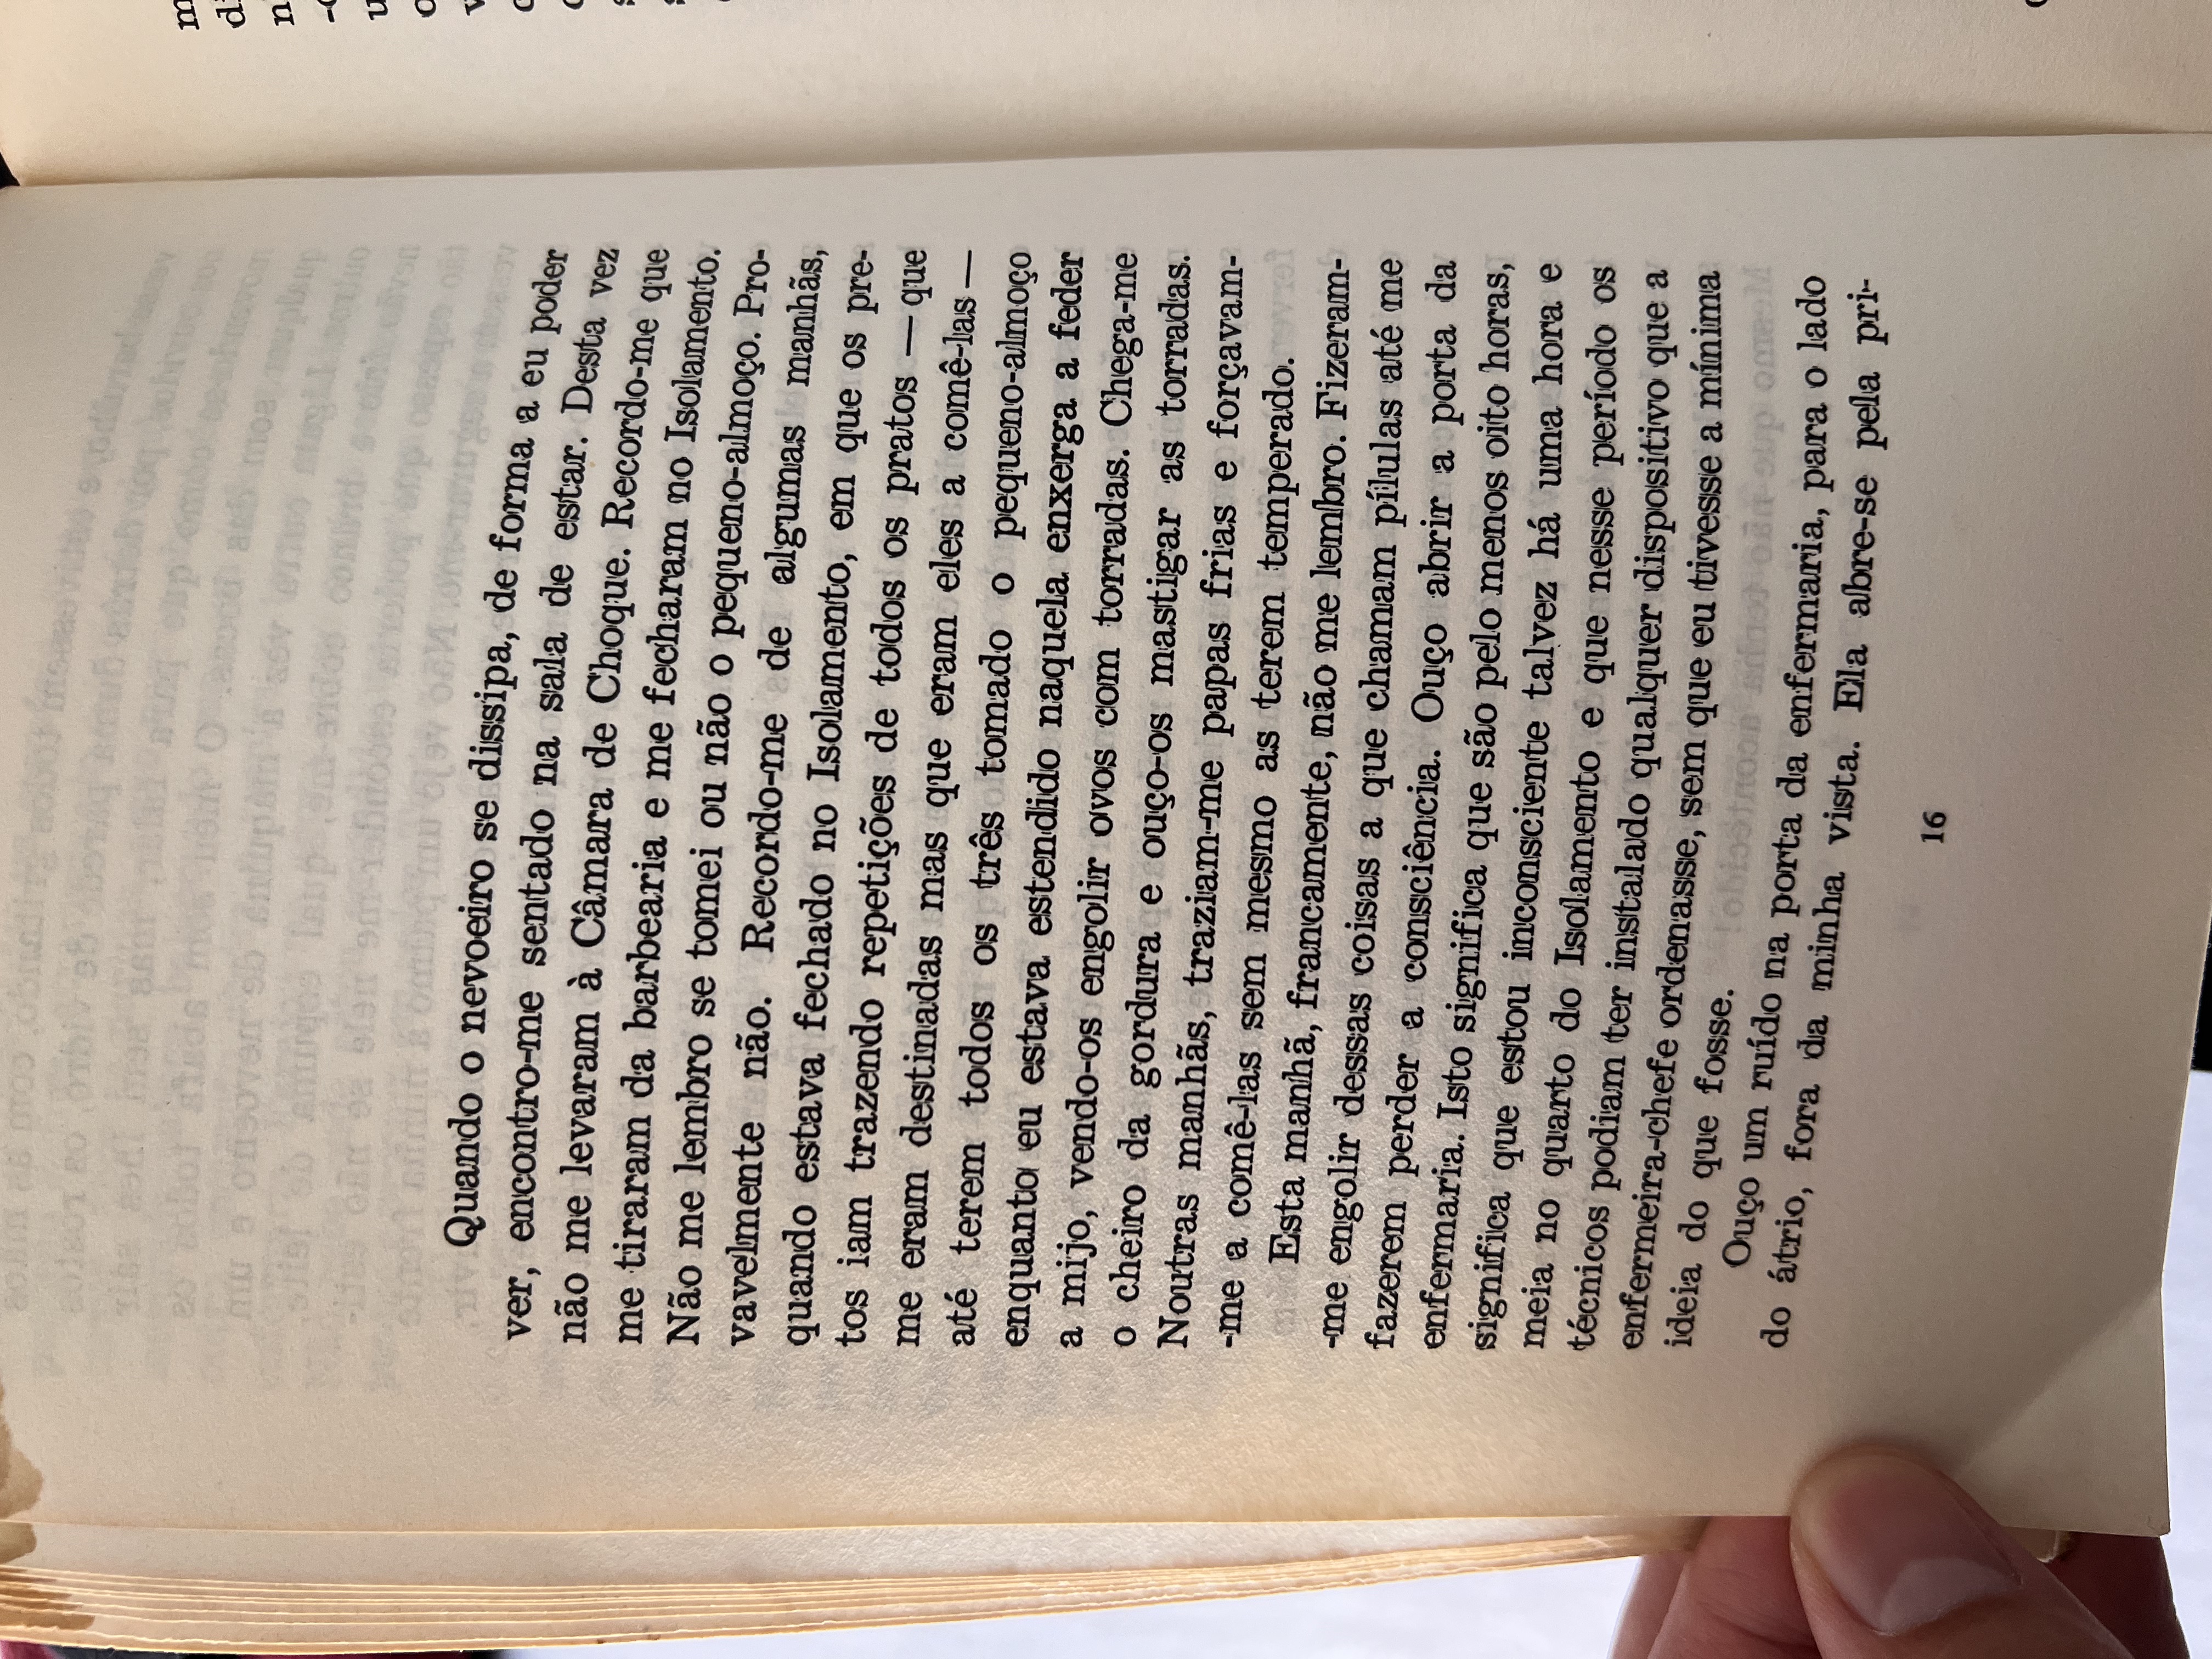 Quando o nevoeiro se dissipa, de forma a eu poder
ver, encontro-me sentado na sala de estar. Desta vez
não me levaram à Câmara de Choque. Recordo-me que
me tiraram da barbearia e me fecharam no Isolamento.
Não me lembro se tomei ou não o pequeno-almoço. Pro-
vavelmente não. Recordo-me de algumas manhãs,
quando estava fechado no Isolamento, em que os pre-
tos iam trazendo repetições de todos os pratos — que
me eram destinadas mas que eram eles a comê-las —
até terem todos os três tomado o pequeno-almoço
enquanto eu estava estendido naquela enxerga a feder
a mijo, vendo-os engolir ovos com torradas. Chega-me
o cheiro da gordura e ouço-os mastigar as torradas.
Noutras manhãs, traziam-me papas frias e forçavam-
-me a comê-las sem mesmo as terem temperado.
Esta manhã, francamente, não me lembro. Fizeram-
-me engolir dessas coisas a que chamam pílulas até me
fazerem perder a consciência. Ouço abrir a porta da
enfermaria. Isto significa que são pelo menos oito horas,
significa que estou inconsciente talvez há uma hora e
meia no quarto do Isolamento e que nesse período os
técnicos podiam ter instalado qualquer dispositivo que a
enfermeira-chefe ordenasse, sem que eu tivesse a mínima
ideia do que fosse.
Ouço um ruído na porta da enfermaria, para o lado
do átrio, fora da minha vista. Ela abre-se pela pri-
16